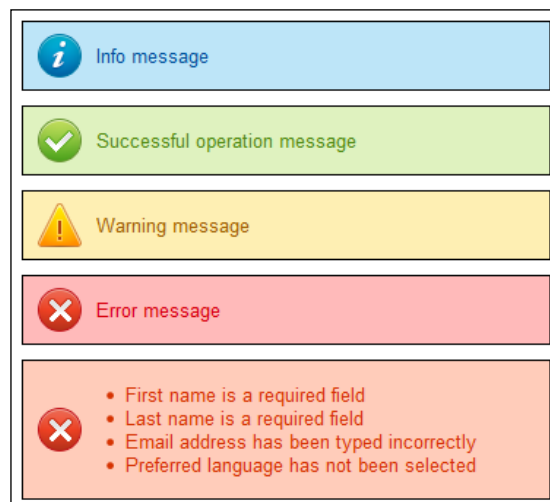 Info message
Successful operation message
Warning message
Error message
• First name is a required field
• Last name is a required field
• Email address has been typed incorrectly
• Preferred language has not been selected